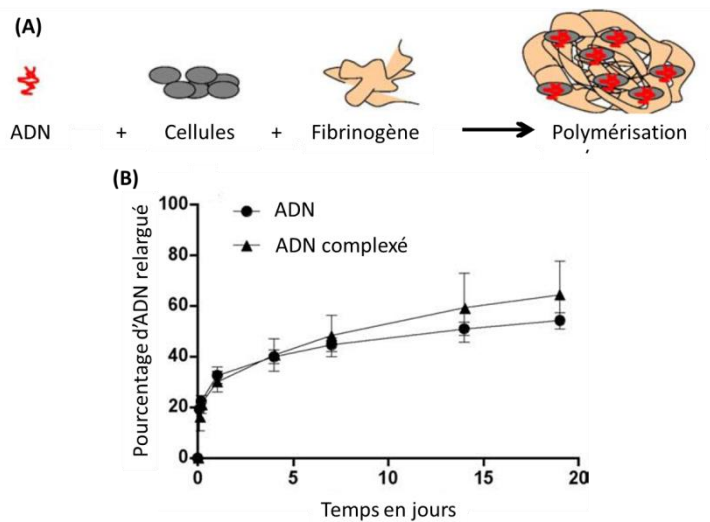 (A)
ADN + Cellules + Fibrinogène Polymérisation
(B)
Pourcentage d'ADN relargué
100
80
60
40
20
0
ADN
ADN complexé
0 5 10 15 20
Temps en jours